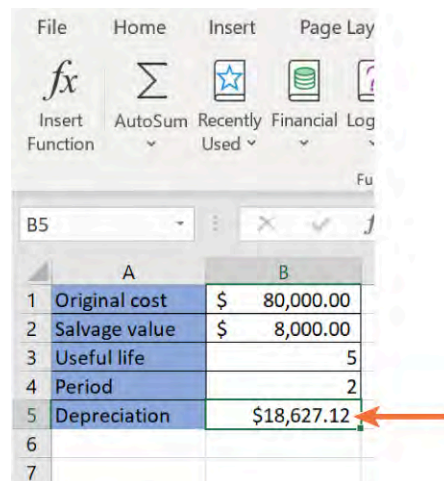 File Home Insert Page Lay
fx
Insert Function AutoSum Recently Used Financial Log
Fu
B5
A B
1 Original cost $ 80,000.00
2 Salvage value $ 8,000.00
3 Useful life 5
4 Period 2
5 Depreciation $18,627.12
6
7